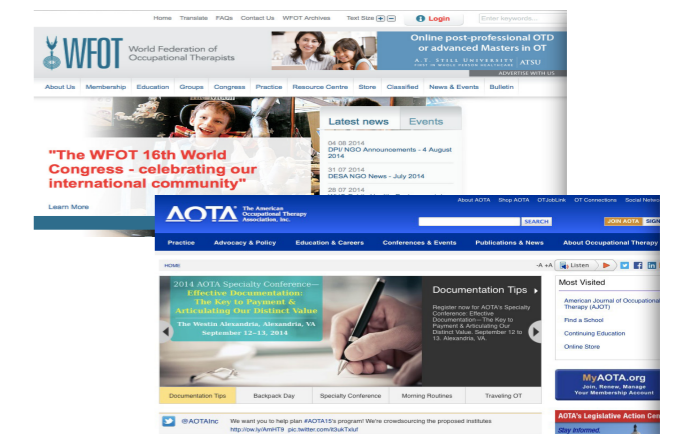 Home Translate FAQs Contact Us WFOT Archives Text Size + - Login Enter keywords...
WFOT World Federation of
Occupational Therapists
Online post-professional OTD
or advanced Masters in OT
A.T. STILL UNIVERSITY ATSU
ADVERTISE WITH US
About Us Membership Education Groups Congress Practice Resource Centre Store Classified News & Events Bulletin
Latest news Events
04 08 2014
DPI/ NGO Announcements - 4 August
2014
31 07 2014
DESA NGO News - July 2014
28 07 2014
"The WFOT 16th World
Congress - celebrating our
international community"
Learn More
About AOTA Shop AOTA OTJobLink OT Connections Social Netwo
AOTA The American
Occupational Therapy
Association, Inc.
SEARCH
JOIN AOTA SIGN
Practice Advocacy & Policy Education & Careers Conferences & Events Publications & News About Occupational Therapy
HOME
-A +A Listen
2014 AOTA Specialty Conference—
Effective Documentation:
The Key to Payment &
Articulating Our Distinct Value
The Westin Alexandria, Alexandria, VA
September 12–13, 2014
Documentation Tips
Register now for AOTA's Specialty
Conference: Effective
Documentation— The Key to
Payment & Articulating Our
Distinct Value. September 12 to
13. Alexandria, VA.
Most Visited
American Journal of Occupational
Therapy (AJOT)
Find a School
Continuing Education
Online Store
MyAOTA.org
Join, Renew, Manage
Your Membership Account
Documentation Tips Backpack Day Specialty Conference Morning Routines Traveling OT
@AOTAInc We want you to help plan #AOTA15's program! We're crowdsourcing the proposed institutes
AOTA's Legislative Action Cen
Stay informed.